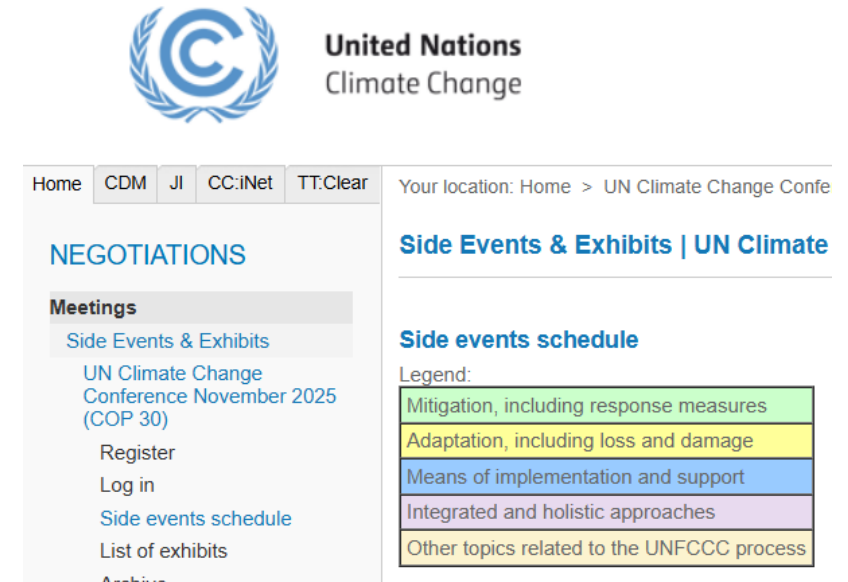 United Nations
Climate Change
Home CDM JI CC:iNet TT:Clear
Your location: Home > UN Climate Change Confe
NEGOTIATIONS
Meetings
Side Events & Exhibits
UN Climate Change
Conference November 2025
(COP 30)
Register
Log in
Side events schedule
List of exhibits
Side Events & Exhibits | UN Climate
Side events schedule
Legend:
Mitigation, including response measures
Adaptation, including loss and damage
Means of implementation and support
Integrated and holistic approaches
Other topics related to the UNFCCC process